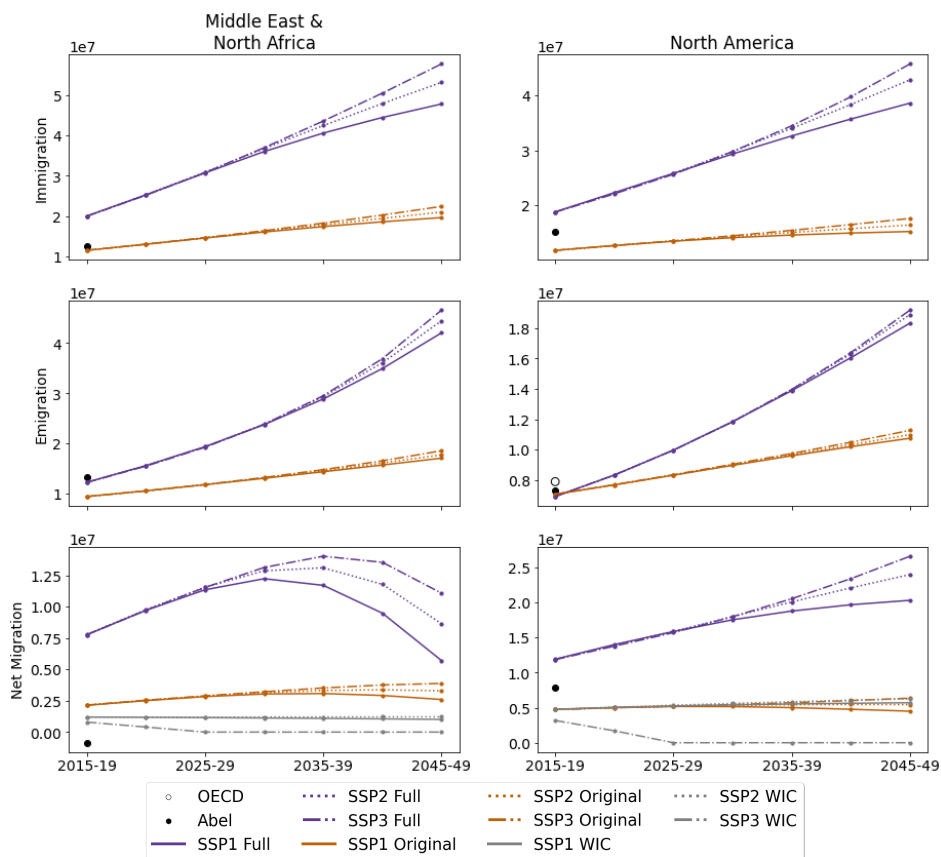 Middle East &
North Africa
North America
1e7
1e7
Immigration
5
4
3
2
1
4
3
2
1e7
1e7
Emigration
4
3
2
1
1.8
1.6
1.4
1.2
1.0
0.8
1e7
1e7
Net Migration
1.25
1.00
0.75
0.50
0.25
0.00
2.5
2.0
1.5
1.0
0.5
0.0
2015-19 2025-29 2035-39 2045-49
2015-19 2025-29 2035-39 2045-49
OECD SSP2 Full SSP2 Original SSP2 WIC
Abel SSP3 Full SSP3 Original SSP3 WIC
SSP1 Full SSP1 Original SSP1 WIC